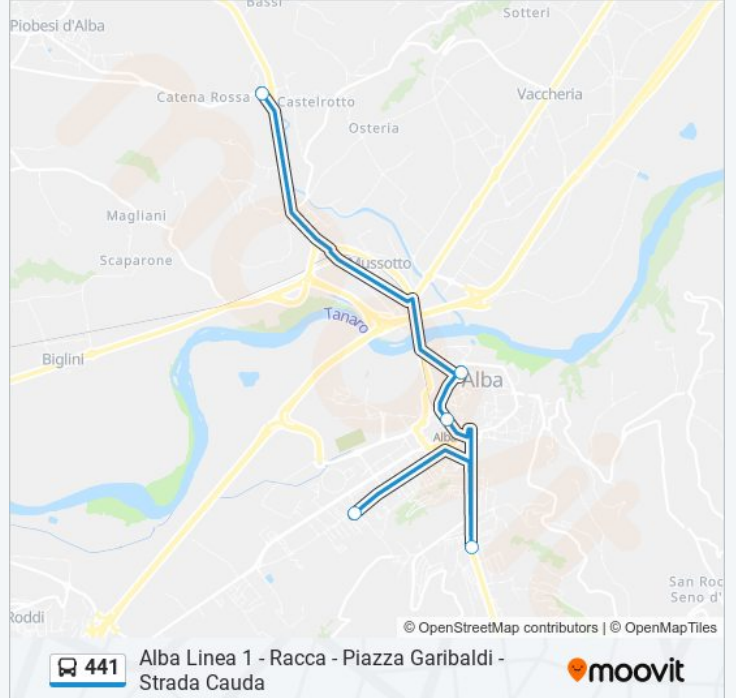 Bassi
Sotteri
Piobesi d'Alba
Vaccheria
Catena Rossa
Castelrotto
Osteria
Magliani
Scaparone
Mussotto
Tanaro
Biglini
Alba
Alba
San Roc
Seno d'
Roddi
© OpenStreetMap contributors | © OpenMapTiles
441
Alba Linea 1 - Racca - Piazza Garibaldi -
Strada Cauda
moovit